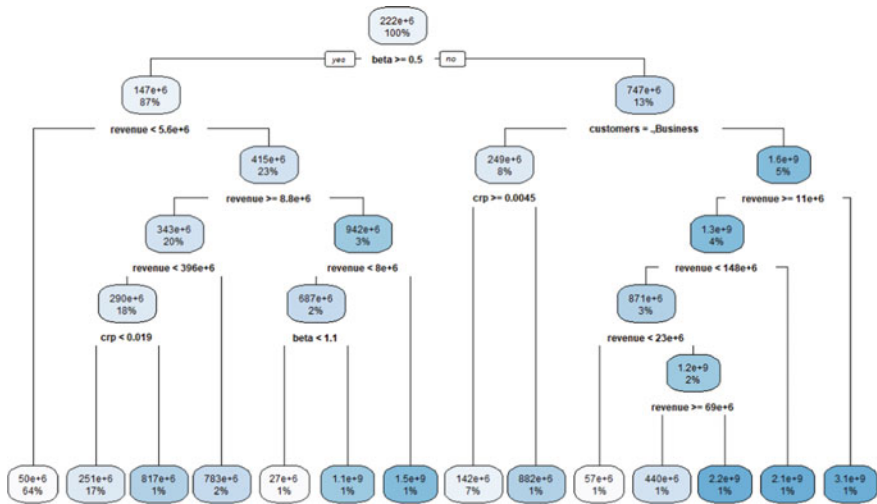 222e+6
100%
yes
beta >= 0.5
no
147e+6
87%
747e+6
13%
revenue < 5.6e+6
customers = .,Business
415e+6
23%
249e+6
8%
1.6e+9
5%
revenue >= 8.8e+6
crp >= 0.0045
revenue >= 11e+6
343e+6
20%
942e+6
3%
1.3e+9
4%
revenue < 396e+6
revenue < 8e+6
revenue < 148e+6
290e+6
18%
687e+6
2%
871e+6
3%
crp < 0.019
beta < 1.1
revenue < 23e+6
1.2e+9
2%
revenue >= 69e+6
50e+6
64%
251e+6
17%
817e+6
1%
783e+6
2%
27e+6
1%
1.1e+9
1%
1.5e+9
1%
142e+6
7%
882e+6
1%
57e+6
1%
440e+6
1%
2.2e+9
1%
2.1e+9
1%
3.1e+9
1%